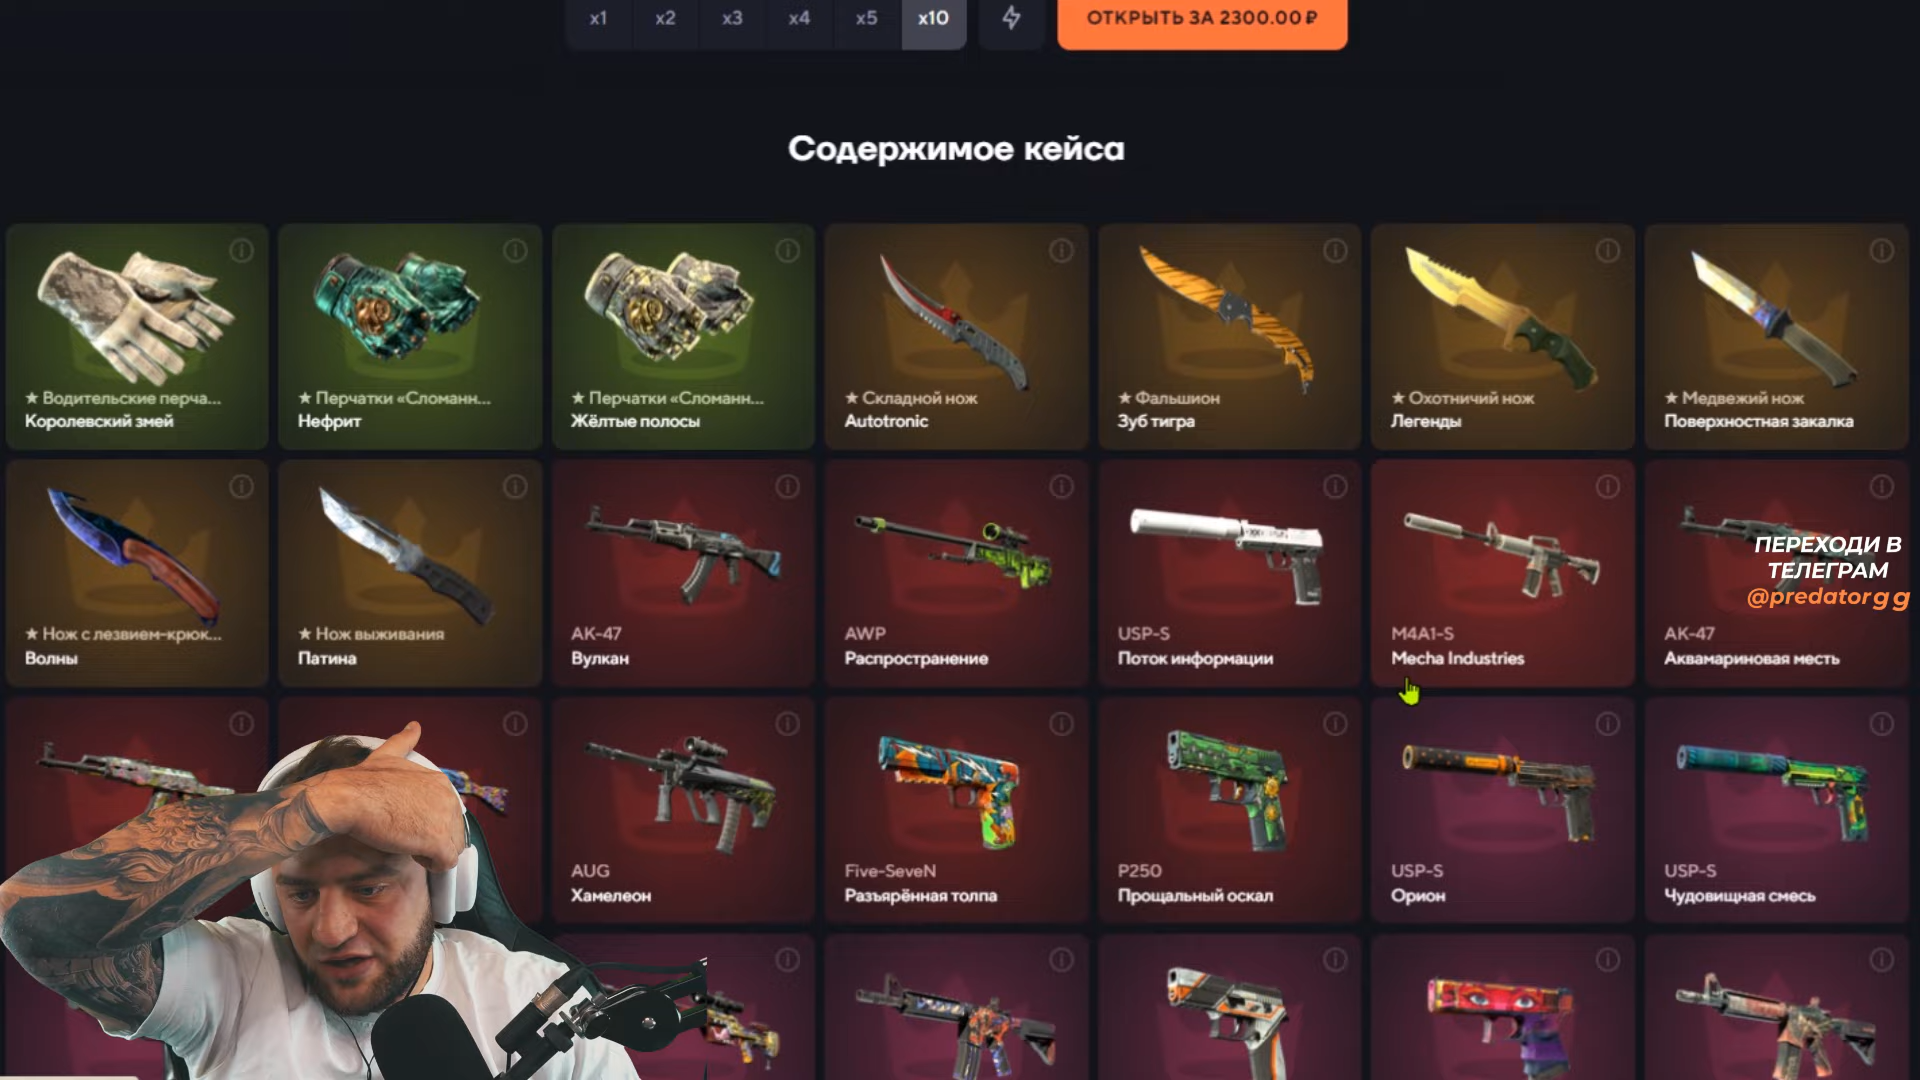 x1 x2 x3 x4 x5 x10 ОТКРЫТЬ ЗА 2300.00 ₽
Содержимое кейса
★ Водительские перча...
Королевский змей
★ Перчатки «Сломанн...
Нефрит
★ Перчатки «Сломанн...
Жёлтые полосы
★ Складной нож
Autotronic
★ Фальшион
Зуб тигра
★ Охотничий нож
Легенды
★ Медвежий нож
Поверхностная закалка
★ Нож с лезвием-крюк...
Волны
★ Нож выживания
Патина
AK-47
Вулкан
AWP
Распространение
USP-S
Поток информации
M4A1-S
Mecha Industries
AK-47
Аквамариновая месть
ПЕРЕХОДИ В
ТЕЛЕГРАМ
@predatorgg
AUG
Хамелеон
Five-SeveN
Разъярённая толпа
P250
Прощальный оскал
USP-S
Орион
USP-S
Чудовищная смесь